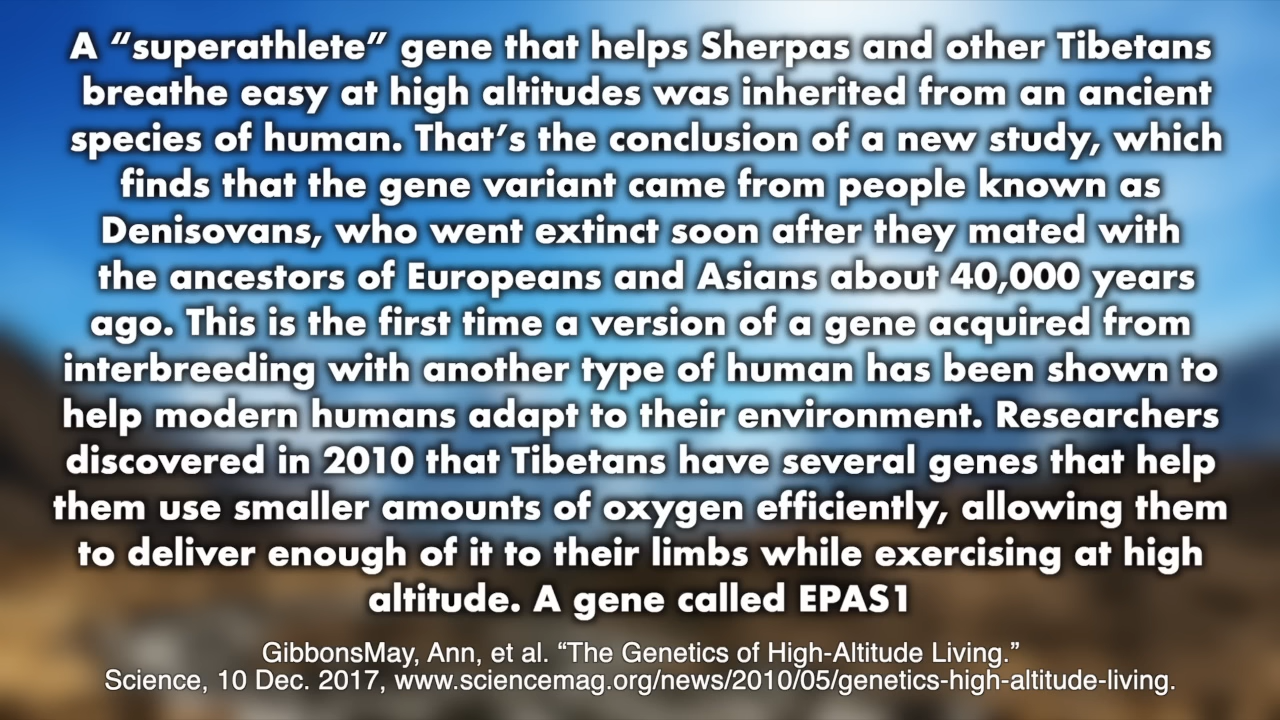 A “superathlete” gene that helps Sherpas and other Tibetans
breathe easy at high altitudes was inherited from an ancient
species of human. That’s the conclusion of a new study, which
finds that the gene variant came from people known as
Denisovans, who went extinct soon after they mated with
the ancestors of Europeans and Asians about 40,000 years
ago. This is the first time a version of a gene acquired from
interbreeding with another type of human has been shown to
help modern humans adapt to their environment. Researchers
discovered in 2010 that Tibetans have several genes that help
them use smaller amounts of oxygen efficiently, allowing them
to deliver enough of it to their limbs while exercising at high
altitude. A gene called EPAS1
GibbonsMay, Ann, et al. “The Genetics of High-Altitude Living.”
Science, 10 Dec. 2017, www.sciencemag.org/news/2010/05/genetics-high-altitude-living.